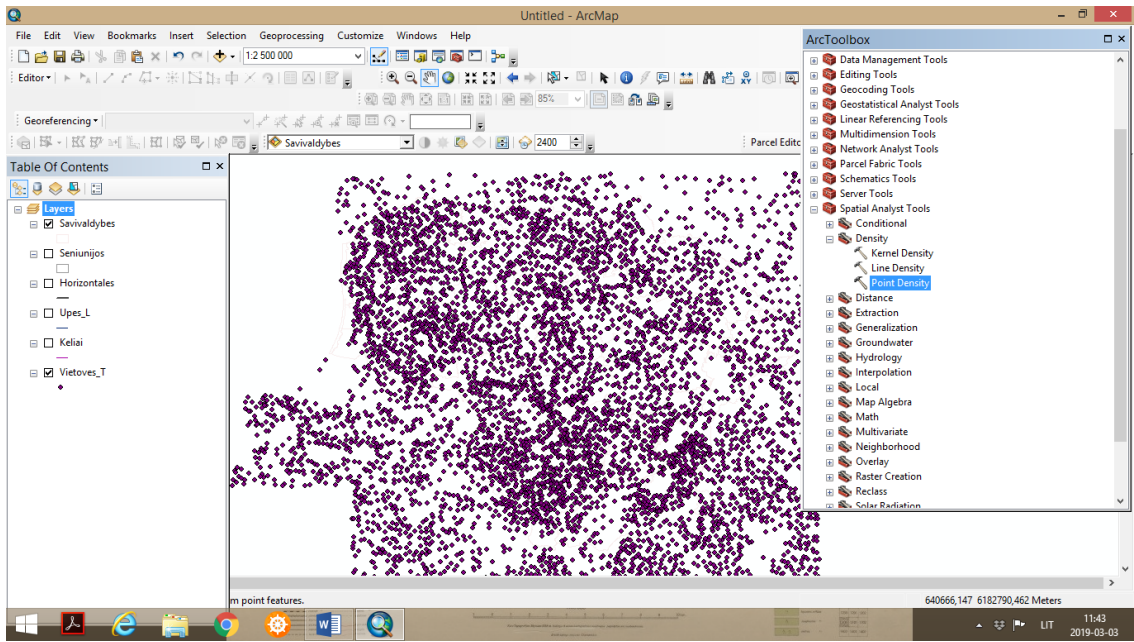 Untitled - ArcMap
File Edit View Bookmarks Insert Selection Geoprocessing Customize Windows Help
1:2 500 000
Editor
85%
Georeferencing
Savivaldybes
2400
Parcel Edito
Table Of Contents
Layers
Savivaldybes
Seniunijos
Horizontales
Upes_L
Keliai
Vietoves_T
ArcToolbox
Data Management Tools
Editing Tools
Geocoding Tools
Geostatistical Analyst Tools
Linear Referencing Tools
Multidimension Tools
Network Analyst Tools
Parcel Fabric Tools
Schematics Tools
Server Tools
Spatial Analyst Tools
Conditional
Density
Kernel Density
Line Density
Point Density
Distance
Extraction
Generalization
Groundwater
Hydrology
Interpolation
Local
Map Algebra
Math
Multivariate
Neighborhood
Overlay
Raster Creation
Reclass
Solar Radiation
m point features.
640666,147 6182790,462 Meters
LIT
11:43
2019-03-03